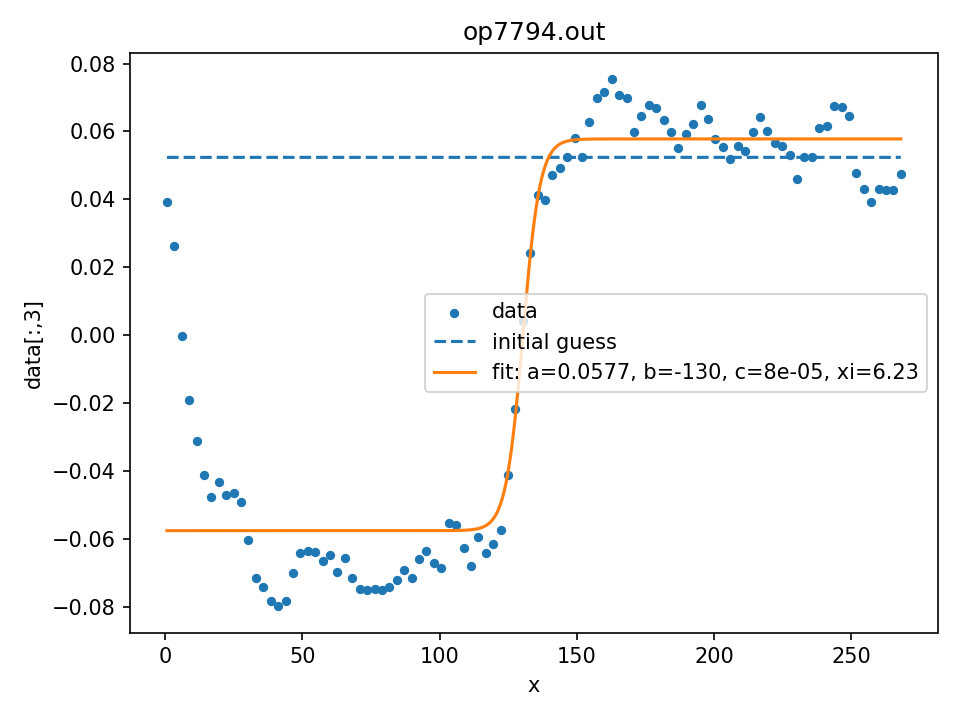 op7794.out
0.08
0.06
0.04
0.02
0.00
−0.02
−0.04
−0.06
−0.08
data[:,3]
data
initial guess
fit: a=0.0577, b=-130, c=8e-05, xi=6.23
0 50 100 150 200 250
x